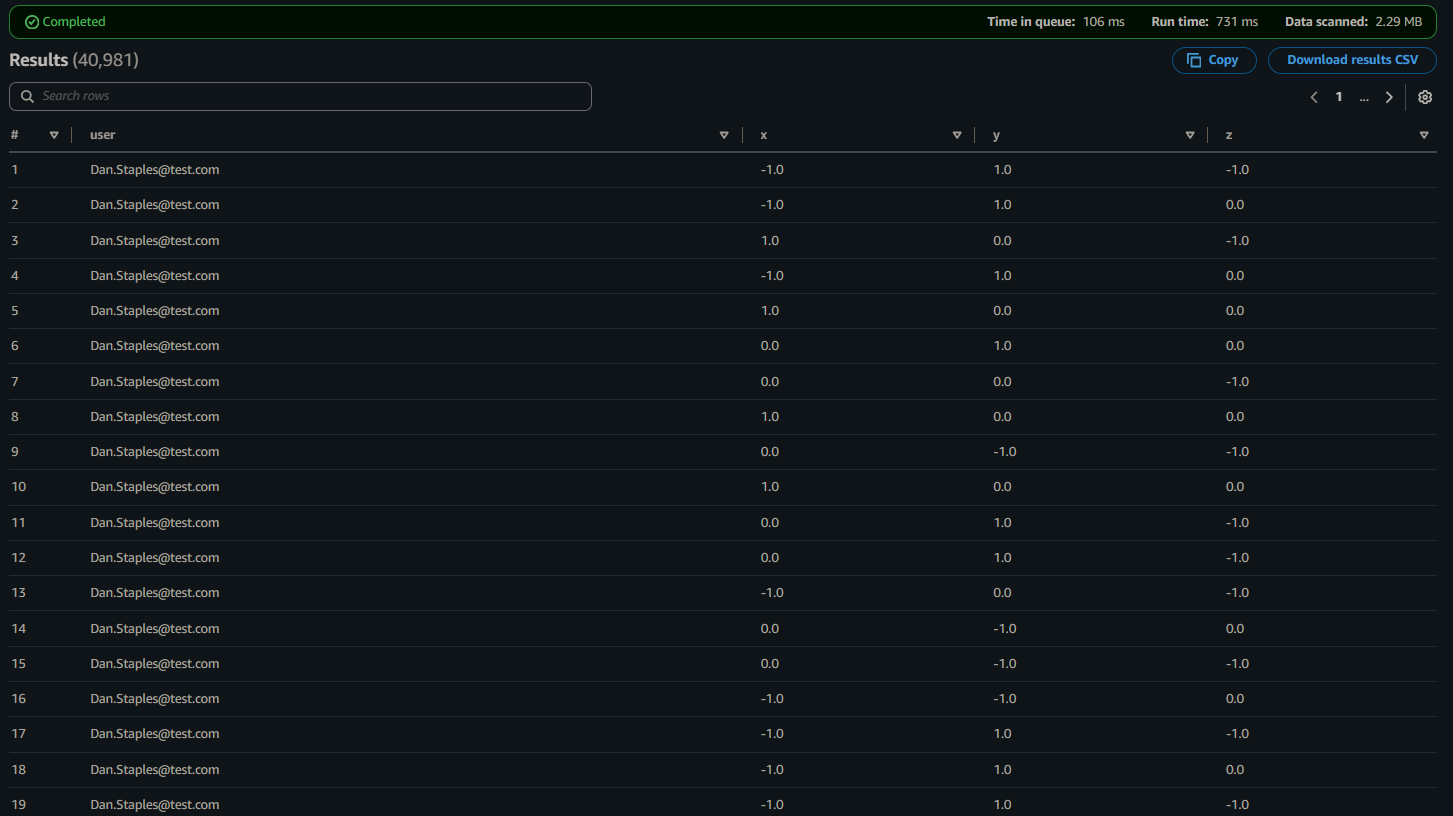 Completed Time in queue: 106 ms Run time: 731 ms Data scanned: 2.29 MB
Results (40,981) Copy Download results CSV
Search rows 1 ...
# user x y z
1 Dan.Staples@test.com -1.0 1.0 -1.0
2 Dan.Staples@test.com -1.0 1.0 0.0
3 Dan.Staples@test.com 1.0 0.0 -1.0
4 Dan.Staples@test.com -1.0 1.0 0.0
5 Dan.Staples@test.com 1.0 0.0 0.0
6 Dan.Staples@test.com 0.0 1.0 0.0
7 Dan.Staples@test.com 0.0 0.0 -1.0
8 Dan.Staples@test.com 1.0 0.0 0.0
9 Dan.Staples@test.com 0.0 -1.0 -1.0
10 Dan.Staples@test.com 1.0 0.0 0.0
11 Dan.Staples@test.com 0.0 1.0 -1.0
12 Dan.Staples@test.com 0.0 1.0 -1.0
13 Dan.Staples@test.com -1.0 0.0 -1.0
14 Dan.Staples@test.com 0.0 -1.0 0.0
15 Dan.Staples@test.com 0.0 -1.0 -1.0
16 Dan.Staples@test.com -1.0 -1.0 0.0
17 Dan.Staples@test.com -1.0 1.0 -1.0
18 Dan.Staples@test.com -1.0 1.0 0.0
19 Dan.Staples@test.com -1.0 1.0 -1.0